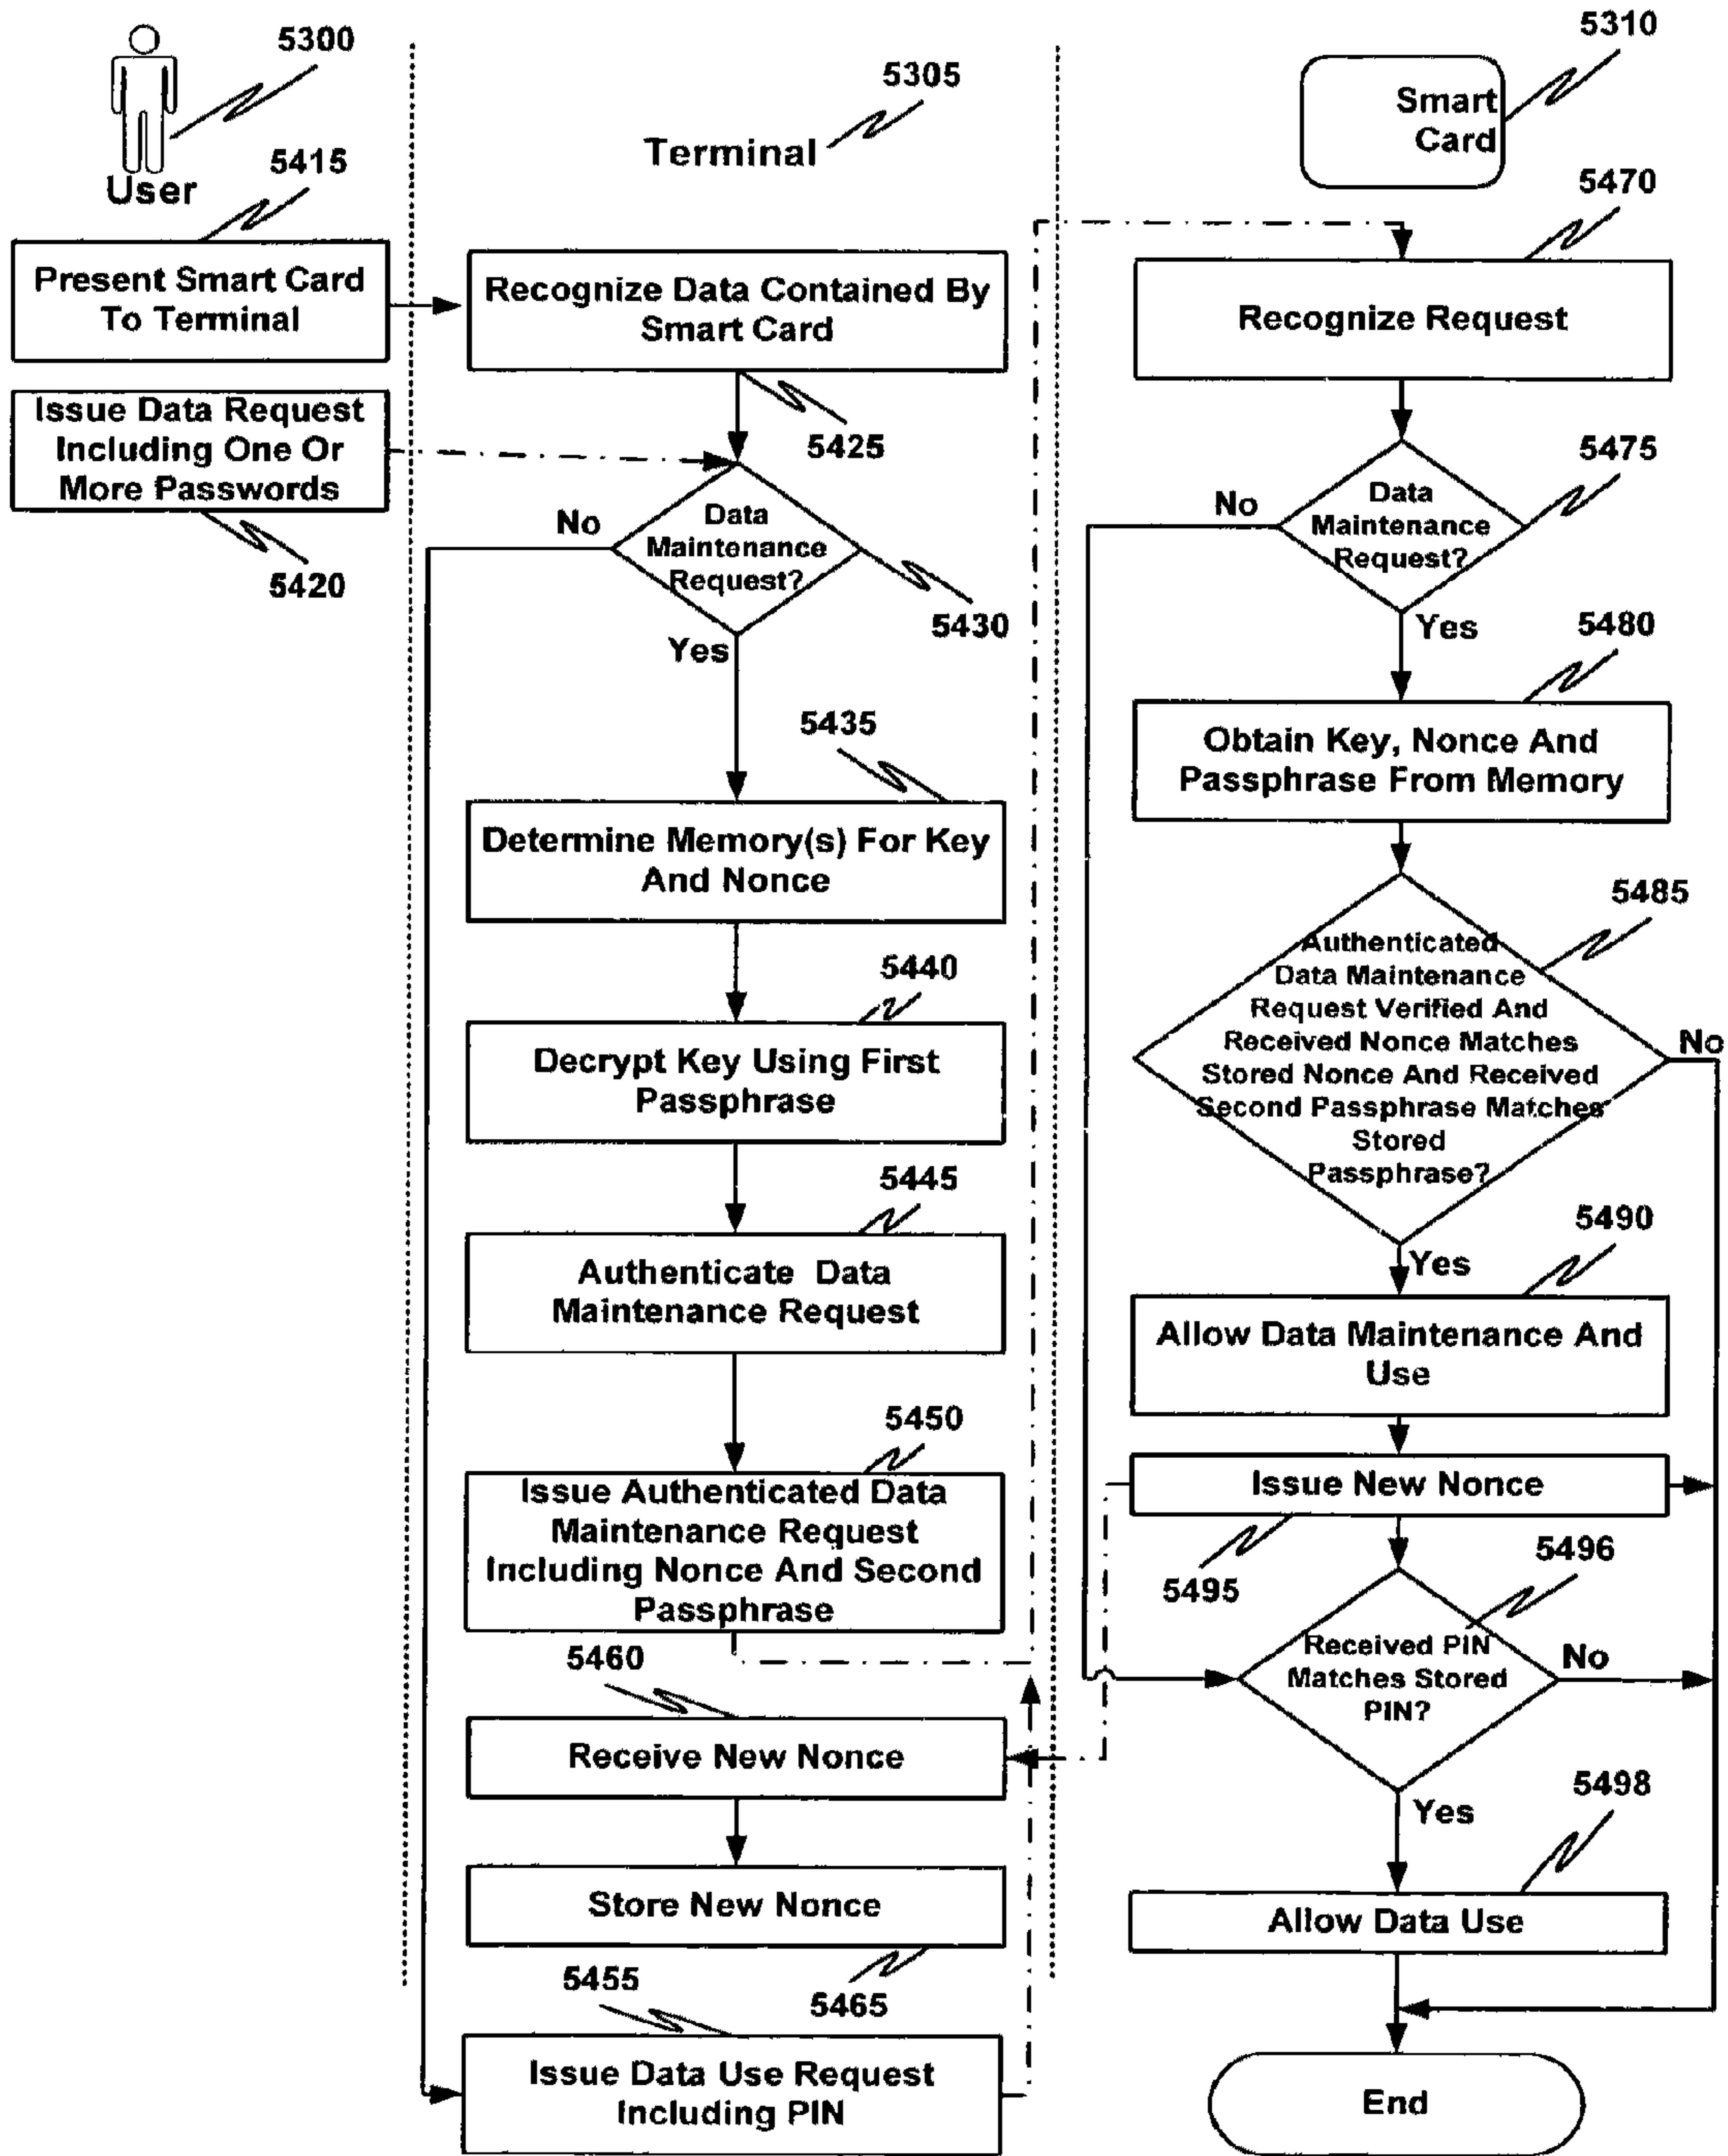 5300
User
5415
Present Smart Card
To Terminal
Issue Data Request
Including One Or
More Passwords
5420
5305
Terminal
Recognize Data Contained By
Smart Card
5425
Data
Maintenance
Request?
No
5430
Yes
5435
Determine Memory(s) For Key
And Nonce
5440
Decrypt Key Using First
Passphrase
5445
Authenticate Data
Maintenance Request
5450
Issue Authenticated Data
Maintenance Request
Including Nonce And Second
Passphrase
5460
Receive New Nonce
Store New Nonce
5465
5455
Issue Data Use Request
Including PIN
5310
Smart
Card
5470
Recognize Request
5475
No
Data
Maintenance
Request?
Yes
5480
Obtain Key, Nonce And
Passphrase From Memory
5485
Authenticated
Data Maintenance
Request Verified And
Received Nonce Matches
Stored Nonce And Received
Second Passphrase Matches
Stored
Passphrase?
No
5490
Yes
Allow Data Maintenance And
Use
Issue New Nonce
5495
5496
Received PIN
Matches Stored
PIN?
No
Yes
5498
Allow Data Use
End